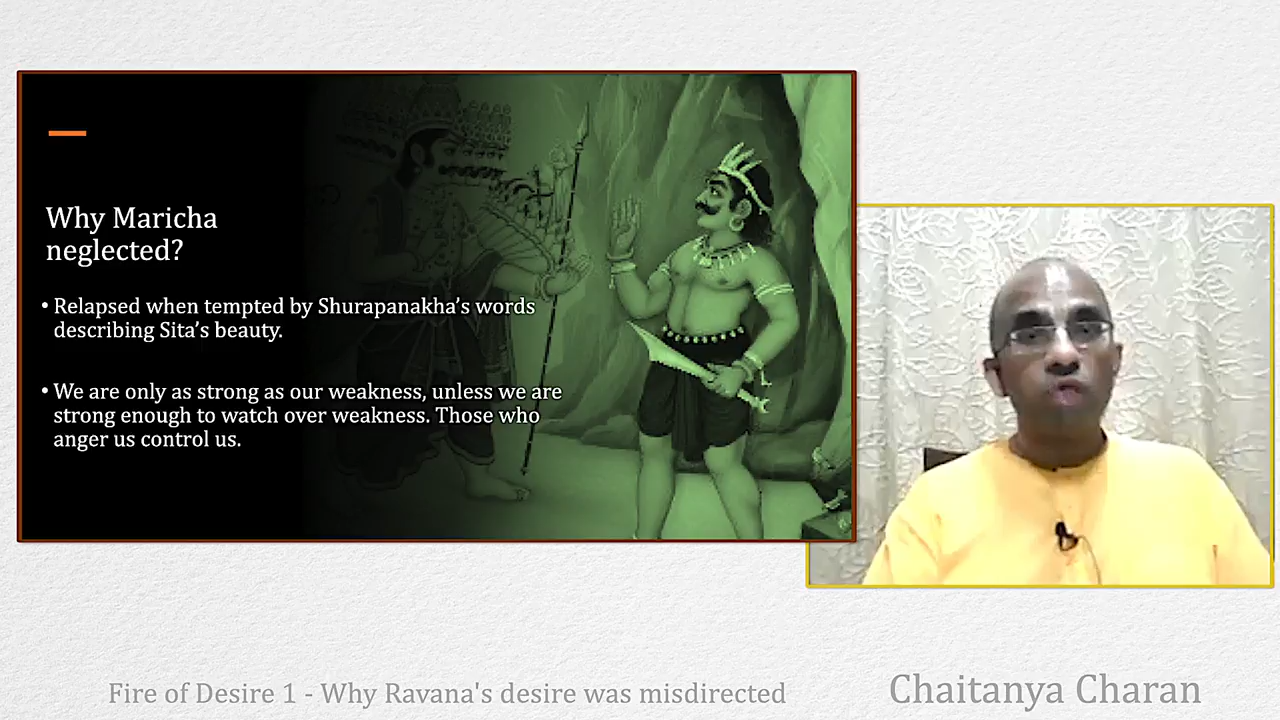 Why Maricha
neglected?
• Relapsed when tempted by Shurapanakha’s words
describing Sita’s beauty.
• We are only as strong as our weakness, unless we are
strong enough to watch over weakness. Those who
anger us control us.
Fire of Desire 1 - Why Ravana's desire was misdirected
Chaitanya Charan